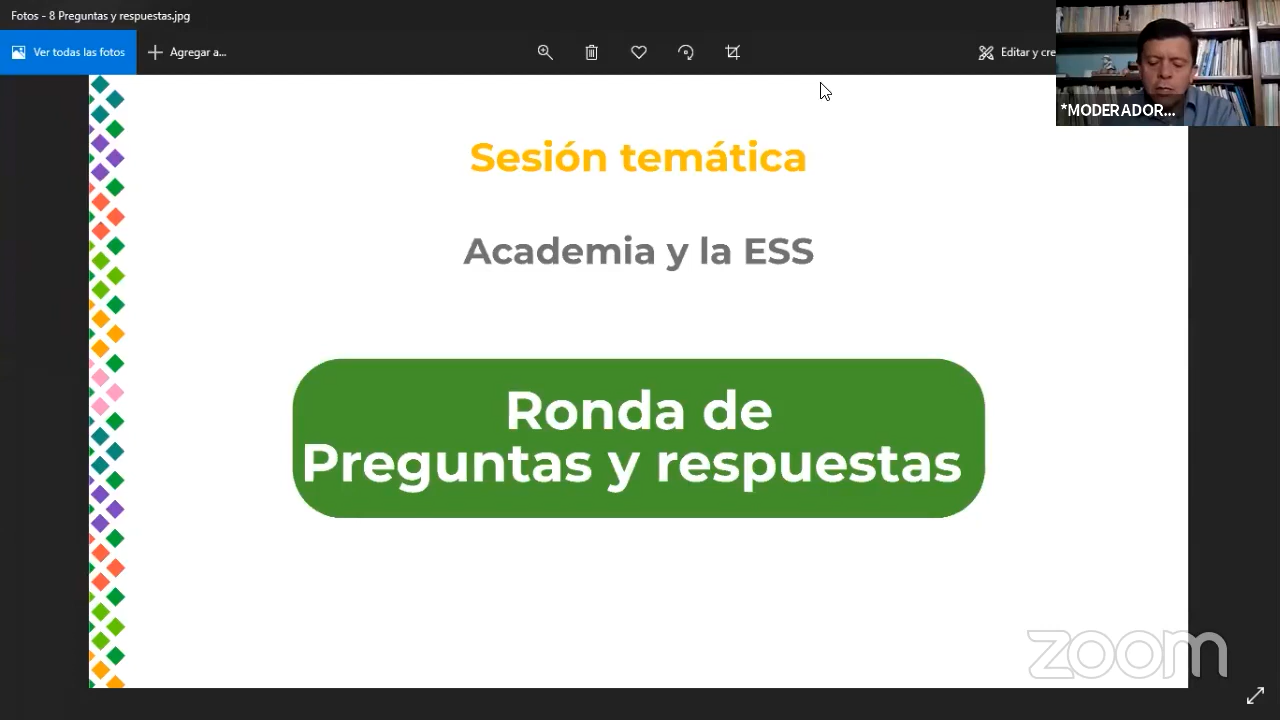 Fotos - 8 Preguntas y respuestas.jpg
Ver todas las fotos
Agregar a...
Editar y cre
*MODERADOR...
Sesión temática
Academia y la ESS
Ronda de
Preguntas y respuestas
zoom